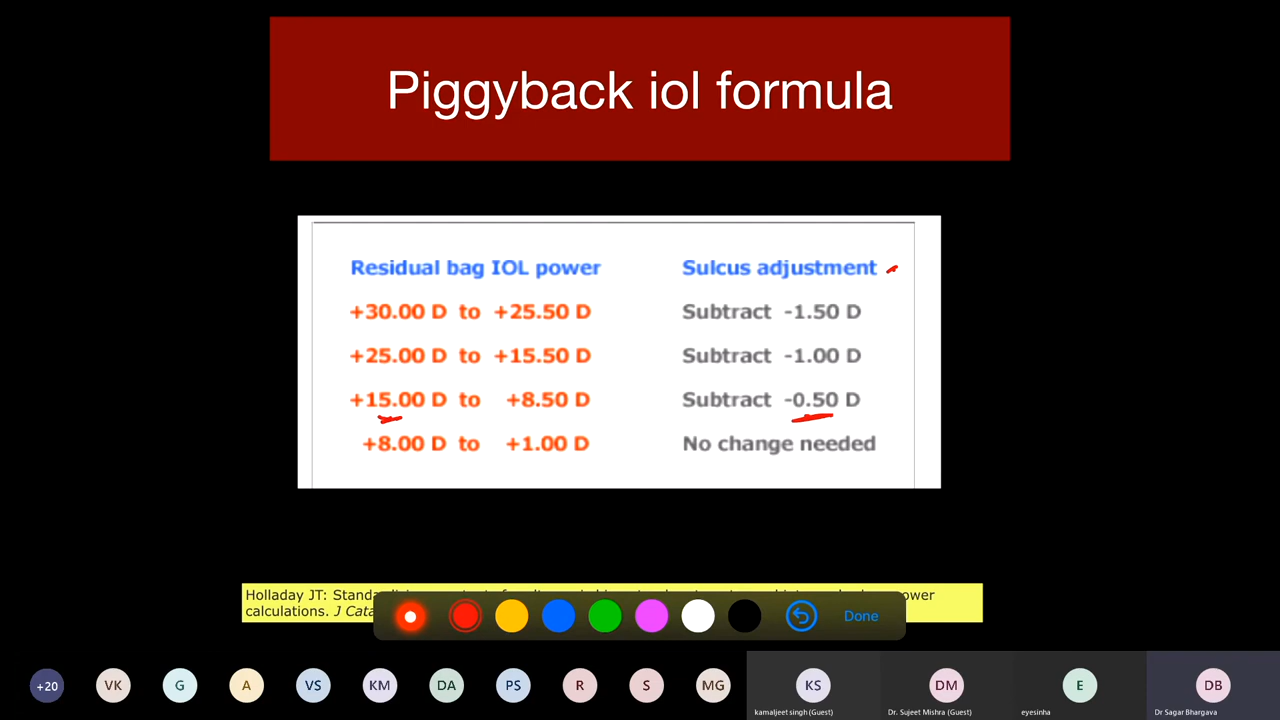 Piggyback iol formula
Residual bag IOL power Sulcus adjustment
+30.00 D to +25.50 D Subtract -1.50 D
+25.00 D to +15.50 D Subtract -1.00 D
+15.00 D to +8.50 D Subtract -0.50 D
+8.00 D to +1.00 D No change needed
Holladay JT: power
calculations. J
Done
+20 VK G A VS KM DA PS R S MG KS DM E DB
kamaljeet singh (Guest) Dr. Sujeet Mishra (Guest) eyesinha Dr Sagar Bhargava